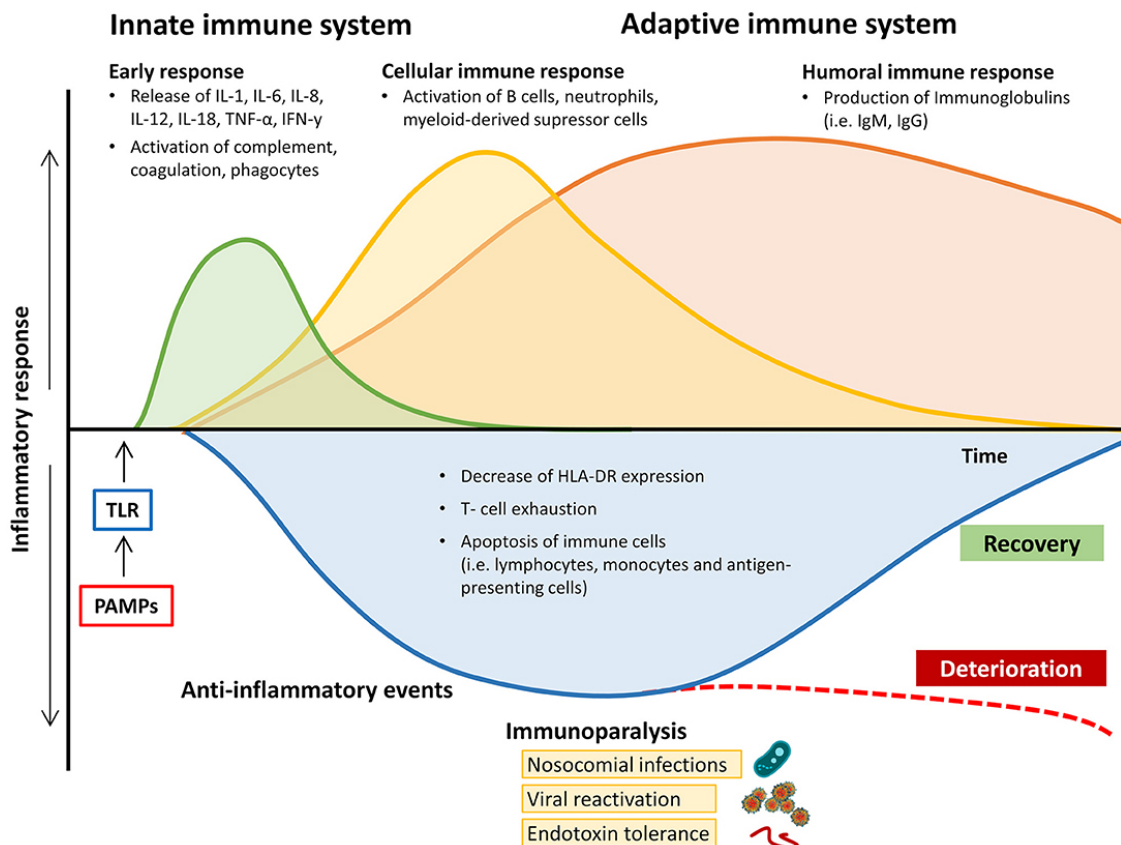 Innate immune system
Adaptive immune system
Early response
• Release of IL-1, IL-6, IL-8,
IL-12, IL-18, TNF-α, IFN-γ
• Activation of complement,
coagulation, phagocytes
Cellular immune response
• Activation of B cells, neutrophils,
myeloid-derived supressor cells
Humoral immune response
• Production of Immunoglobulins
(i.e. IgM, IgG)
Inflammatory response
Time
TLR
PAMPs
• Decrease of HLA-DR expression
• T- cell exhaustion
• Apoptosis of immune cells
(i.e. lymphocytes, monocytes and antigen-
presenting cells)
Recovery
Deterioration
Anti-inflammatory events
Immunoparalysis
Nosocomial infections
Viral reactivation
Endotoxin tolerance